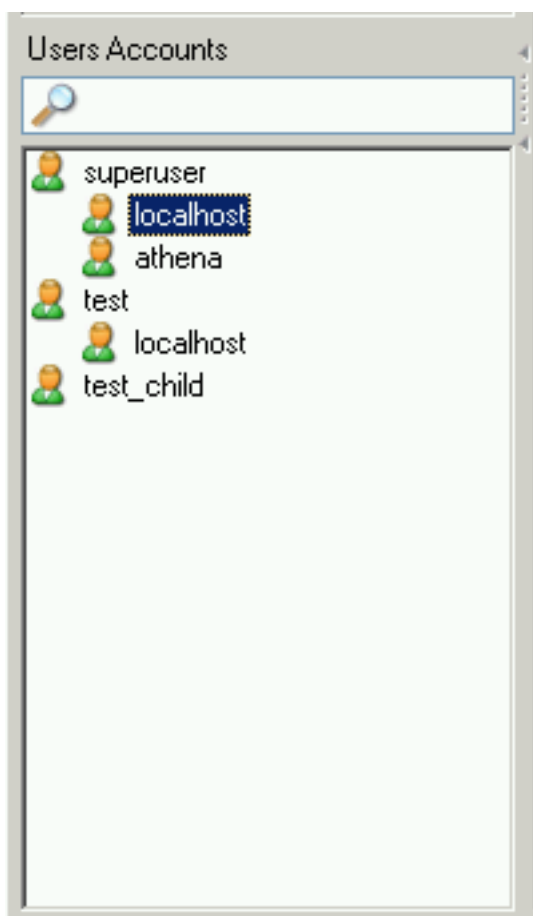 Users Accounts
superuser
localhost
athena
test
localhost
test_child